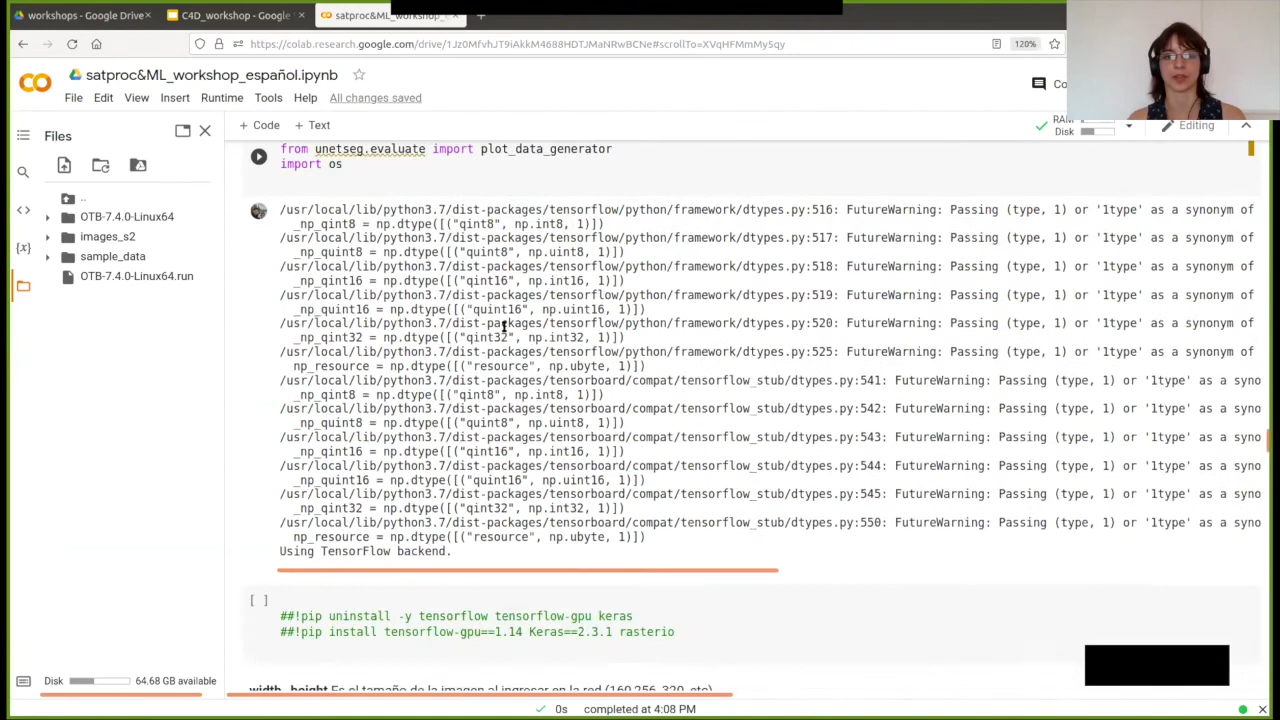 workshops - Google Drive
C4D_workshop - Google
satproc&ML_workshop_es
https://colab.research.google.com/drive/1Jz0MfvhJT9iAkkM4688HDTJMaNRwBCNe#scrollTo=XVqHFMmMy5qy
120%
satproc&ML_workshop_español.ipynb
File Edit View Insert Runtime Tools Help All changes saved
Co
Files
+ Code + Text
RAM
Disk
Editing
from unetseg.evaluate import plot_data_generator
import os
..
OTB-7.4.0-Linux64
images_s2
sample_data
OTB-7.4.0-Linux64.run
/usr/local/lib/python3.7/dist-packages/tensorflow/python/framework/dtypes.py:516: FutureWarning: Passing (type, 1) or '1type' as a synonym of
_np_qint8 = np.dtype([("qint8", np.int8, 1)])
/usr/local/lib/python3.7/dist-packages/tensorflow/python/framework/dtypes.py:517: FutureWarning: Passing (type, 1) or '1type' as a synonym of
_np_quint8 = np.dtype([("quint8", np.uint8, 1)])
/usr/local/lib/python3.7/dist-packages/tensorflow/python/framework/dtypes.py:518: FutureWarning: Passing (type, 1) or '1type' as a synonym of
_np_qint16 = np.dtype([("qint16", np.int16, 1)])
/usr/local/lib/python3.7/dist-packages/tensorflow/python/framework/dtypes.py:519: FutureWarning: Passing (type, 1) or '1type' as a synonym of
_np_quint16 = np.dtype([("quint16", np.uint16, 1)])
/usr/local/lib/python3.7/dist-packages/tensorflow/python/framework/dtypes.py:520: FutureWarning: Passing (type, 1) or '1type' as a synonym of
_np_qint32 = np.dtype([("qint32", np.int32, 1)])
/usr/local/lib/python3.7/dist-packages/tensorflow/python/framework/dtypes.py:525: FutureWarning: Passing (type, 1) or '1type' as a synonym of
np_resource = np.dtype([("resource", np.ubyte, 1)])
/usr/local/lib/python3.7/dist-packages/tensorboard/compat/tensorflow_stub/dtypes.py:541: FutureWarning: Passing (type, 1) or '1type' as a syno
_np_qint8 = np.dtype([("qint8", np.int8, 1)])
/usr/local/lib/python3.7/dist-packages/tensorboard/compat/tensorflow_stub/dtypes.py:542: FutureWarning: Passing (type, 1) or '1type' as a syno
_np_quint8 = np.dtype([("quint8", np.uint8, 1)])
/usr/local/lib/python3.7/dist-packages/tensorboard/compat/tensorflow_stub/dtypes.py:543: FutureWarning: Passing (type, 1) or '1type' as a syno
_np_qint16 = np.dtype([("qint16", np.int16, 1)])
/usr/local/lib/python3.7/dist-packages/tensorboard/compat/tensorflow_stub/dtypes.py:544: FutureWarning: Passing (type, 1) or '1type' as a syno
_np_quint16 = np.dtype([("quint16", np.uint16, 1)])
/usr/local/lib/python3.7/dist-packages/tensorboard/compat/tensorflow_stub/dtypes.py:545: FutureWarning: Passing (type, 1) or '1type' as a syno
_np_qint32 = np.dtype([("qint32", np.int32, 1)])
/usr/local/lib/python3.7/dist-packages/tensorboard/compat/tensorflow_stub/dtypes.py:550: FutureWarning: Passing (type, 1) or '1type' as a syno
np_resource = np.dtype([("resource", np.ubyte, 1)])
Using TensorFlow backend.
[ ]
##!pip uninstall -y tensorflow tensorflow-gpu keras
##!pip install tensorflow-gpu==1.14 Keras==2.3.1 rasterio
width_height Es el tamaño de la imagen al ingresar en la red (160,256, 320, etc)
Disk 64.68 GB available
0s completed at 4:08 PM